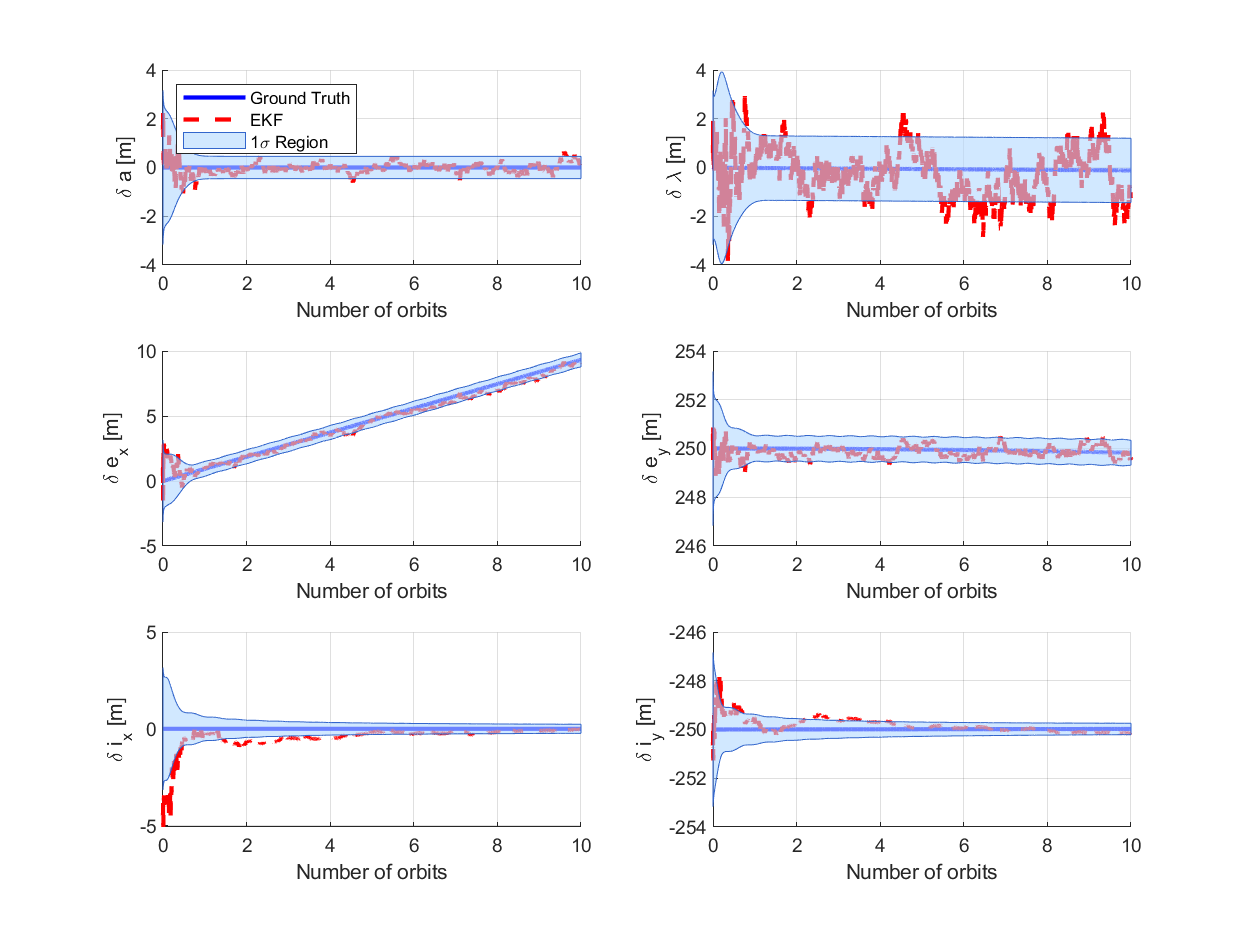 4
2
0
-2
-4
δ a [m]
0 2 4 6 8 10
Number of orbits
Ground Truth
EKF
1σ Region
4
2
0
-2
-4
δ λ [m]
0 2 4 6 8 10
Number of orbits
10
5
0
-5
δ e_x [m]
0 2 4 6 8 10
Number of orbits
254
252
250
248
246
δ e_y [m]
0 2 4 6 8 10
Number of orbits
5
0
-5
δ i_x [m]
0 2 4 6 8 10
Number of orbits
-246
-248
-250
-252
-254
δ i_y [m]
0 2 4 6 8 10
Number of orbits